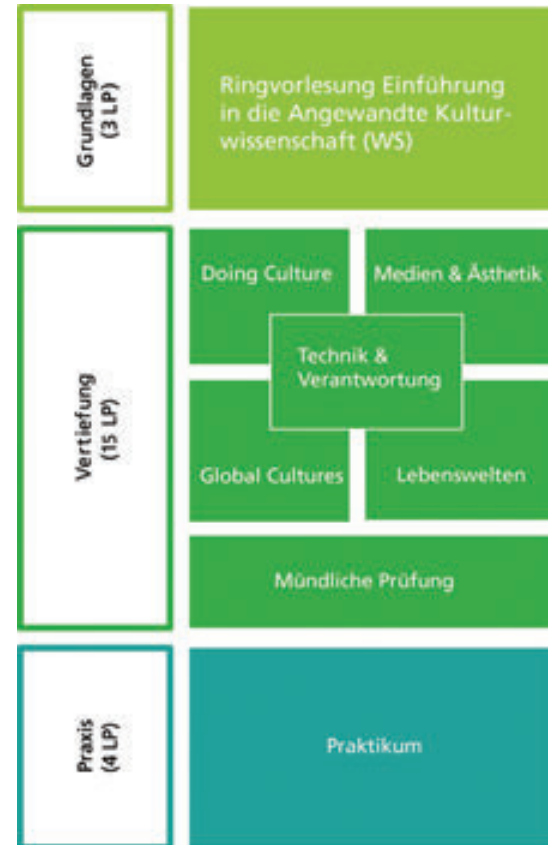 Grundlagen
(3 LP)
Ringvorlesung Einführung
in die Angewandte Kultur-
wissenschaft (WS)
Vertiefung
(15 LP)
Doing Culture
Medien & Ästhetik
Technik &
Verantwortung
Global Cultures
Lebenswelten
Mündliche Prüfung
Praxis
(4 LP)
Praktikum